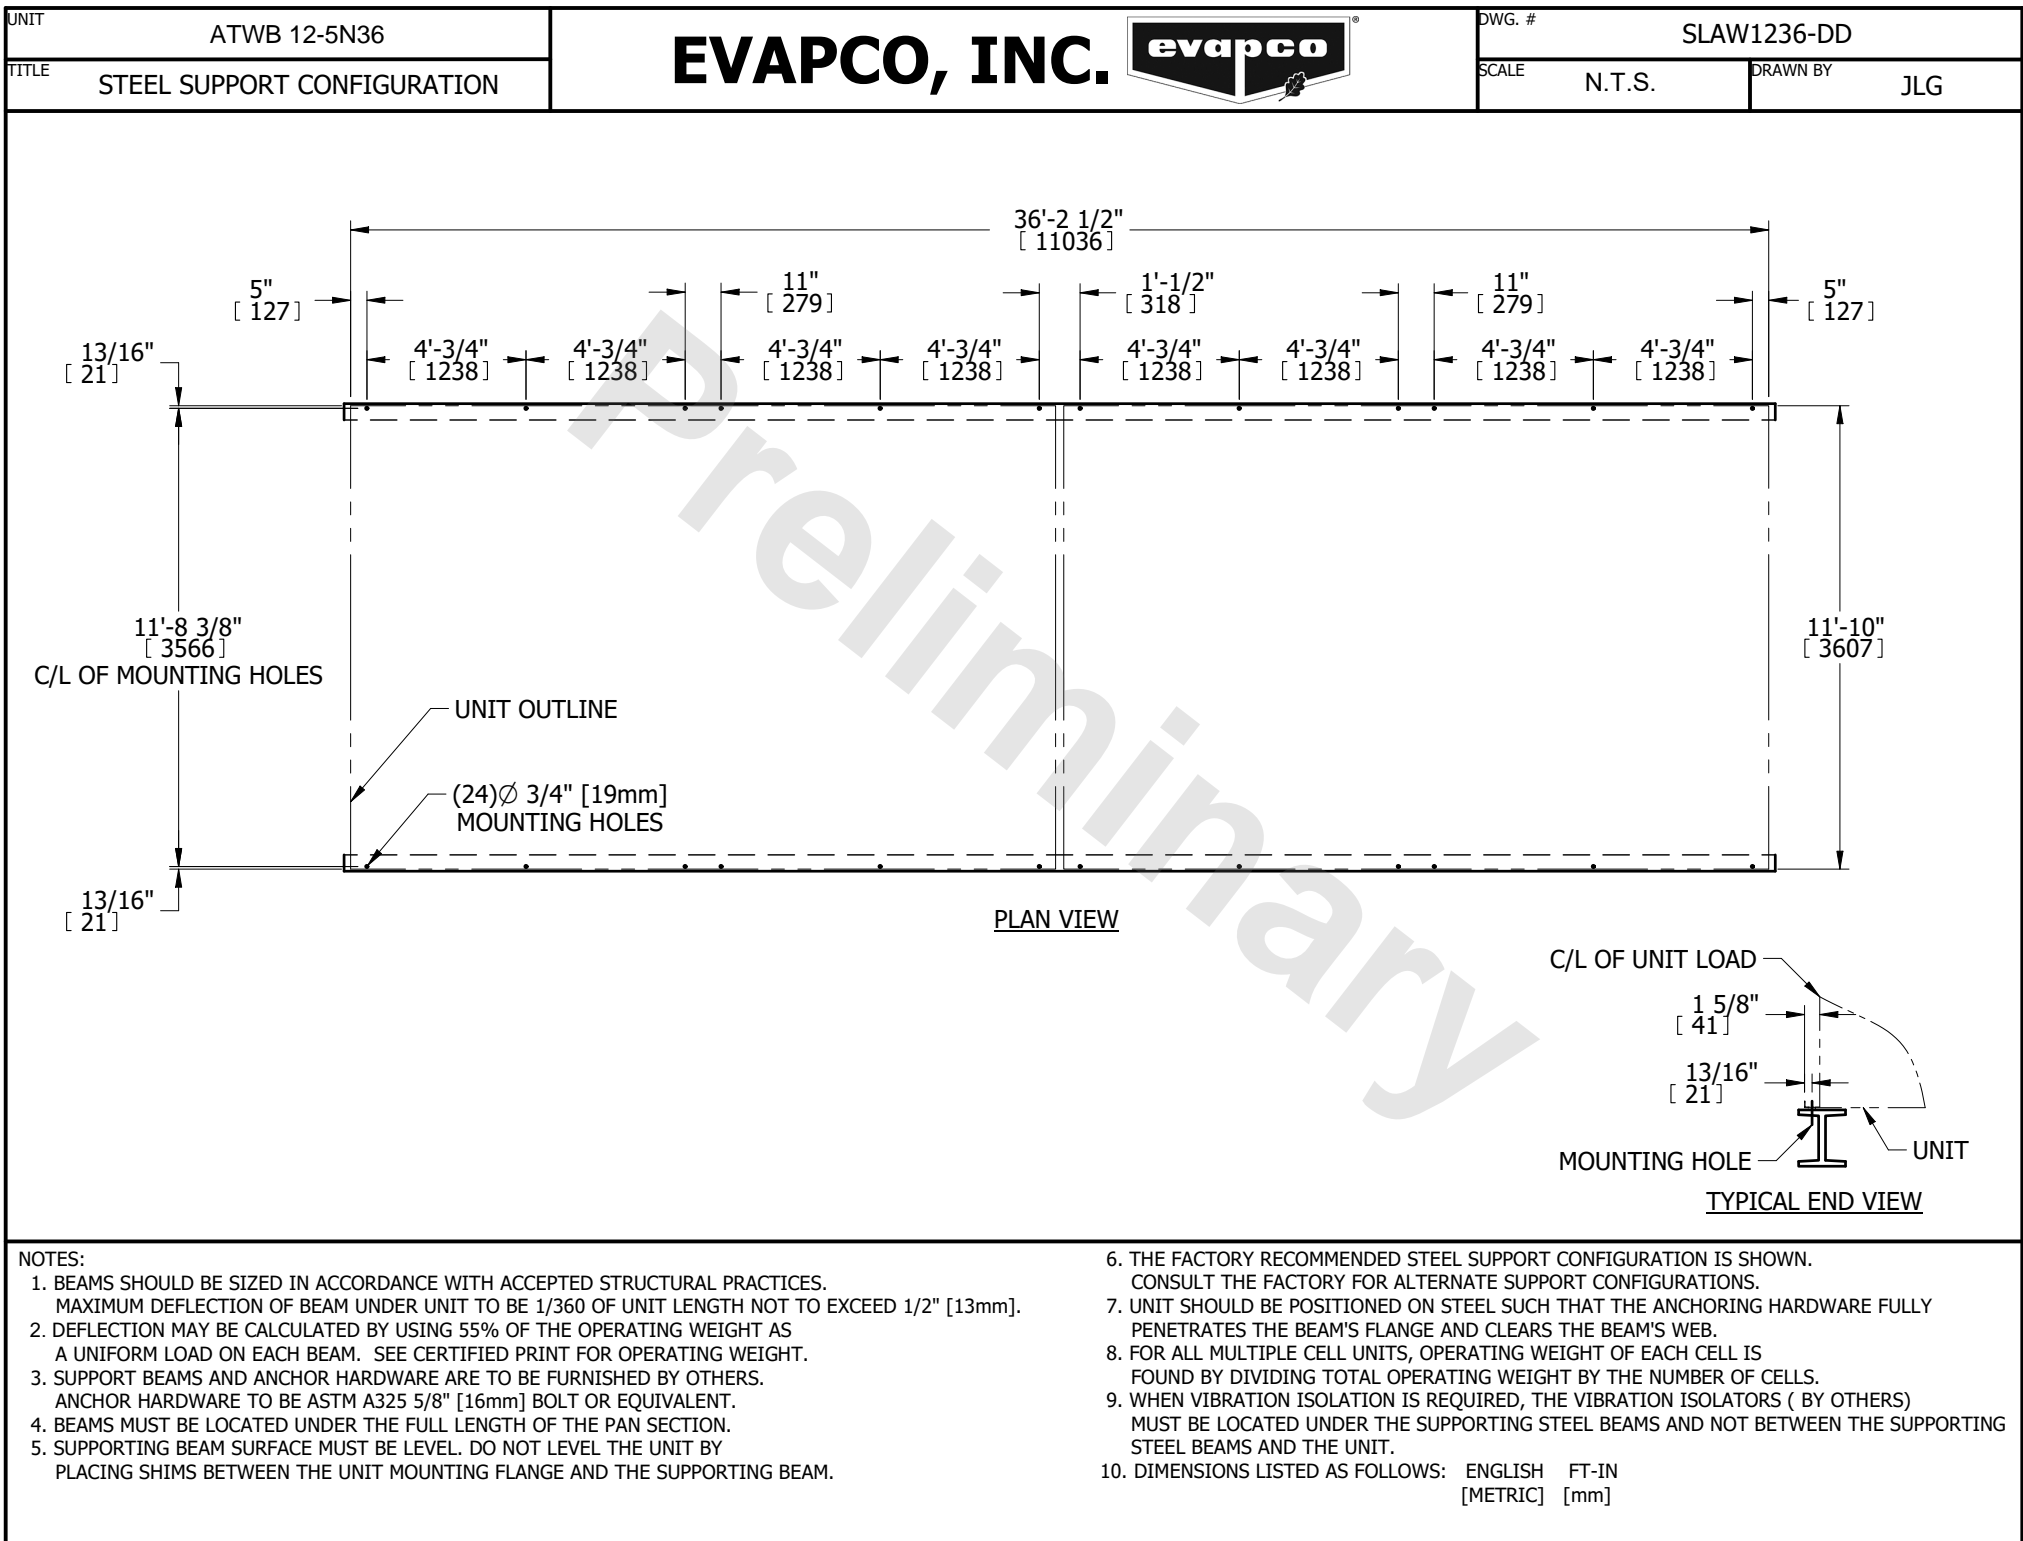 UNIT
ATWB 12-5N36
TITLE
STEEL SUPPORT CONFIGURATION
EVAPCO, INC.
evapco
®
DWG. #
SLAW1236-DD
SCALE
N.T.S.
DRAWN BY
JLG
36'-2 1/2"
[ 11036 ]
5"
[ 127 ]
11"
[ 279 ]
1'-1/2"
[ 318 ]
11"
[ 279 ]
5"
[ 127 ]
13/16"
[ 21 ]
4'-3/4"
[ 1238 ]
4'-3/4"
[ 1238 ]
4'-3/4"
[ 1238 ]
4'-3/4"
[ 1238 ]
4'-3/4"
[ 1238 ]
4'-3/4"
[ 1238 ]
4'-3/4"
[ 1238 ]
4'-3/4"
[ 1238 ]
Preliminary
11'-8 3/8"
[ 3566 ]
C/L OF MOUNTING HOLES
11'-10"
[ 3607 ]
UNIT OUTLINE
(24)Ø 3/4" [19mm]
MOUNTING HOLES
13/16"
[ 21 ]
PLAN VIEW
C/L OF UNIT LOAD
1 5/8"
[ 41 ]
13/16"
[ 21 ]
MOUNTING HOLE
UNIT
TYPICAL END VIEW
NOTES:
1. BEAMS SHOULD BE SIZED IN ACCORDANCE WITH ACCEPTED STRUCTURAL PRACTICES.
MAXIMUM DEFLECTION OF BEAM UNDER UNIT TO BE 1/360 OF UNIT LENGTH NOT TO EXCEED 1/2" [13mm].
2. DEFLECTION MAY BE CALCULATED BY USING 55% OF THE OPERATING WEIGHT AS
A UNIFORM LOAD ON EACH BEAM. SEE CERTIFIED PRINT FOR OPERATING WEIGHT.
3. SUPPORT BEAMS AND ANCHOR HARDWARE ARE TO BE FURNISHED BY OTHERS.
ANCHOR HARDWARE TO BE ASTM A325 5/8" [16mm] BOLT OR EQUIVALENT.
4. BEAMS MUST BE LOCATED UNDER THE FULL LENGTH OF THE PAN SECTION.
5. SUPPORTING BEAM SURFACE MUST BE LEVEL. DO NOT LEVEL THE UNIT BY
PLACING SHIMS BETWEEN THE UNIT MOUNTING FLANGE AND THE SUPPORTING BEAM.
6. THE FACTORY RECOMMENDED STEEL SUPPORT CONFIGURATION IS SHOWN.
CONSULT THE FACTORY FOR ALTERNATE SUPPORT CONFIGURATIONS.
7. UNIT SHOULD BE POSITIONED ON STEEL SUCH THAT THE ANCHORING HARDWARE FULLY
PENETRATES THE BEAM'S FLANGE AND CLEARS THE BEAM'S WEB.
8. FOR ALL MULTIPLE CELL UNITS, OPERATING WEIGHT OF EACH CELL IS
FOUND BY DIVIDING TOTAL OPERATING WEIGHT BY THE NUMBER OF CELLS.
9. WHEN VIBRATION ISOLATION IS REQUIRED, THE VIBRATION ISOLATORS ( BY OTHERS)
MUST BE LOCATED UNDER THE SUPPORTING STEEL BEAMS AND NOT BETWEEN THE SUPPORTING
STEEL BEAMS AND THE UNIT.
10. DIMENSIONS LISTED AS FOLLOWS: ENGLISH FT-IN
[METRIC] [mm]